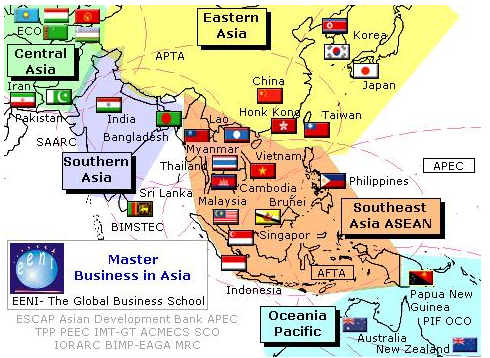 ECO
Central
Asia
Iran
Pakistan
SAARC
Eastern
Asia
APTA
Korea
Japan
China
Honk Kong
Taiwan
India
Bangladesh
Lao
Myanmar
Thailand
Vietnam
Southern
Asia
Sri Lanka
BIMSTEC
Cambodia
Malaysia
Brunei
Philippines
APEC
Southeast
Asia ASEAN
Singapor
Indonesia
AFTA
Papua New
Guinea
PIF OCO
Oceania
Pacific
Australia
New Zealand
eeni
Master
Business in Asia
EENI- The Global Business School
ESCAP Asian Development Bank APEC
TPP PEEC IMT-GT ACMECS SCO
IORARC BIMP-EAGA MRC